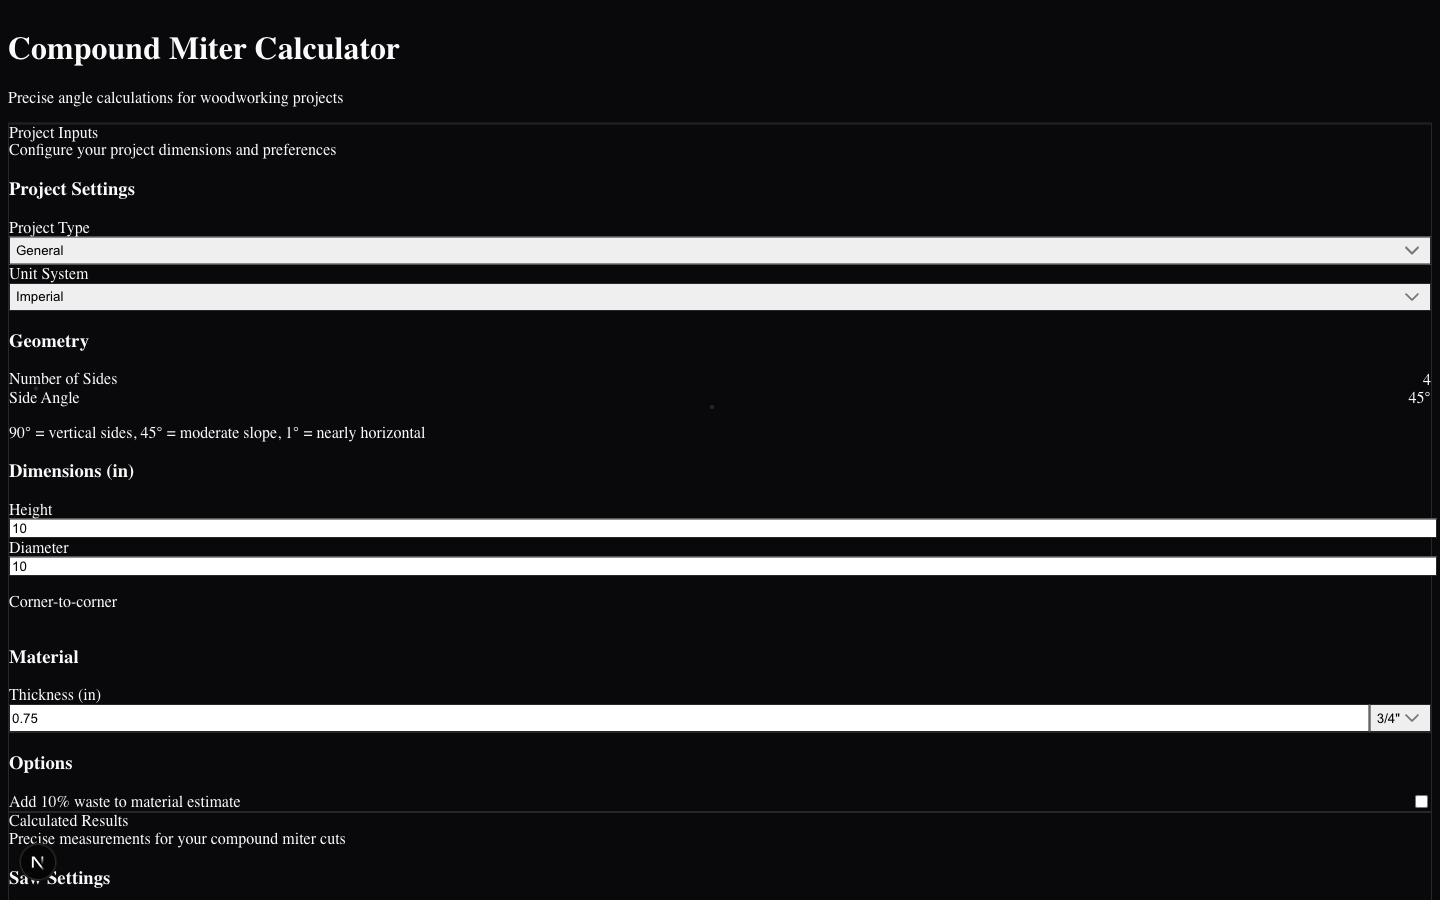 Compound Miter Calculator
Precise angle calculations for woodworking projects
Project Inputs
Configure your project dimensions and preferences
Project Settings
Project Type
General
Unit System
Imperial
Geometry
Number of Sides 4
Side Angle 45°
90° = vertical sides, 45° = moderate slope, 1° = nearly horizontal
Dimensions (in)
Height
10
Diameter
10
Corner-to-corner
Material
Thickness (in)
0.75 3/4"
Options
Add 10% waste to material estimate
Calculated Results
Precise measurements for your compound miter cuts
N
Saw Settings